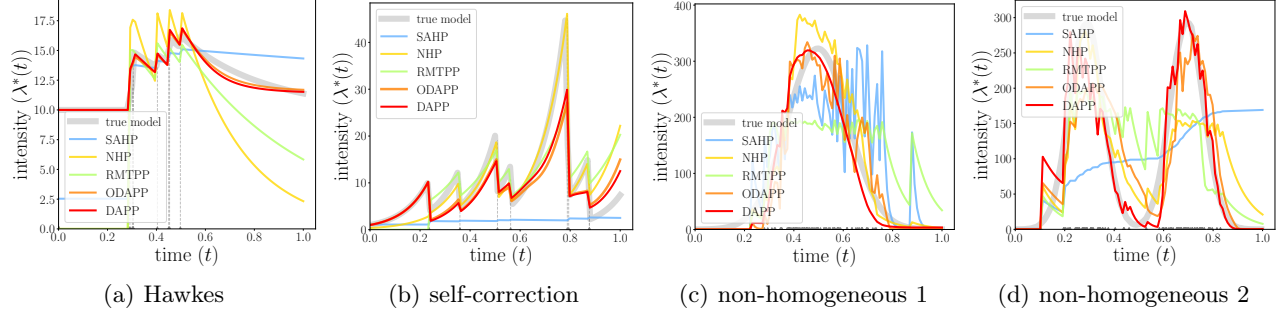 intensity (λ*(t))
17.5
15.0
12.5
10.0
7.5
5.0
2.5
0.0
true model
SAHP
NHP
RMTPP
ODAPP
DAPP
0.0 0.2 0.4 0.6 0.8 1.0
time (t)
(a) Hawkes
intensity (λ*(t))
40
30
20
10
0
true model
SAHP
NHP
RMTPP
ODAPP
DAPP
0.0 0.2 0.4 0.6 0.8 1.0
time (t)
(b) self-correction
intensity (λ*(t))
400
300
200
100
0
true model
SAHP
NHP
RMTPP
ODAPP
DAPP
0.0 0.2 0.4 0.6 0.8 1.0
time (t)
(c) non-homogeneous 1
intensity (λ*(t))
300
250
200
150
100
50
0
true model
SAHP
NHP
RMTPP
ODAPP
DAPP
0.0 0.2 0.4 0.6 0.8 1.0
time (t)
(d) non-homogeneous 2